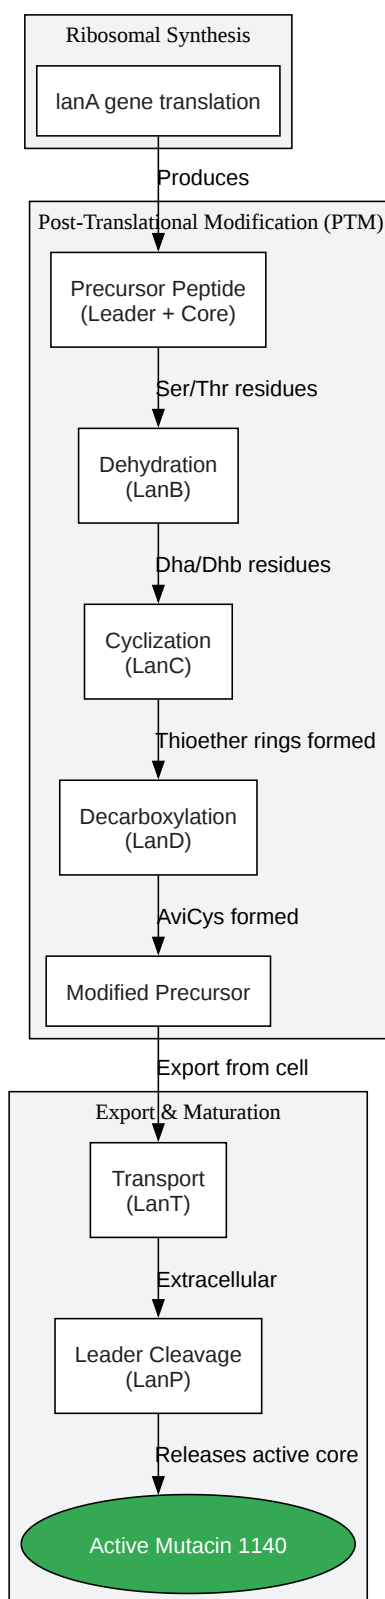 Ribosomal Synthesis
lanA gene translation
Produces
Post-Translational Modification (PTM)
Precursor Peptide
(Leader + Core)
Ser/Thr residues
Dehydration
(LanB)
Dha/Dhb residues
Cyclization
(LanC)
Thioether rings formed
Decarboxylation
(LanD)
AviCys formed
Modified Precursor
Export from cell
Export & Maturation
Transport
(LanT)
Extracellular
Leader Cleavage
(LanP)
Releases active core
Active Mutacin 1140